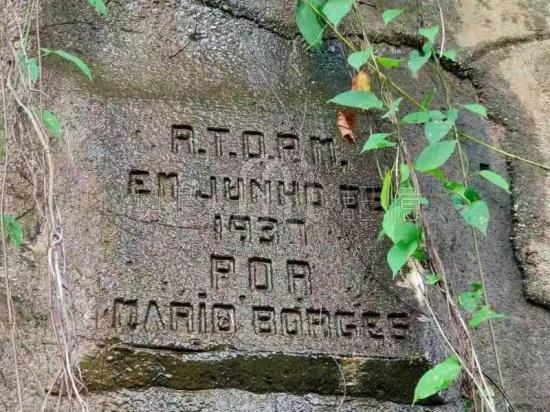 R.T.O.P.M.
EM JUNHO DE
1937
POR
MARIO BORGES